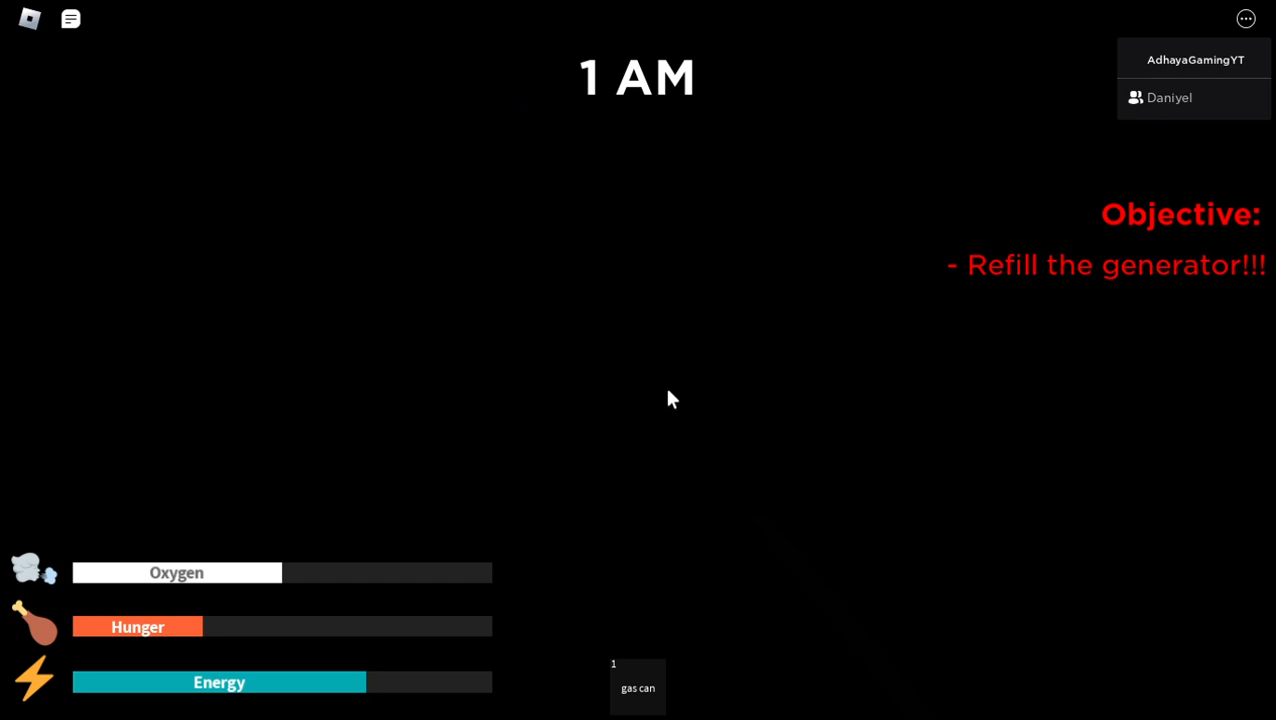 1 AM
AdhayaGamingYT
Daniyel
Objective:
- Refill the generator!!!
Oxygen
Hunger
Energy
1
gas can